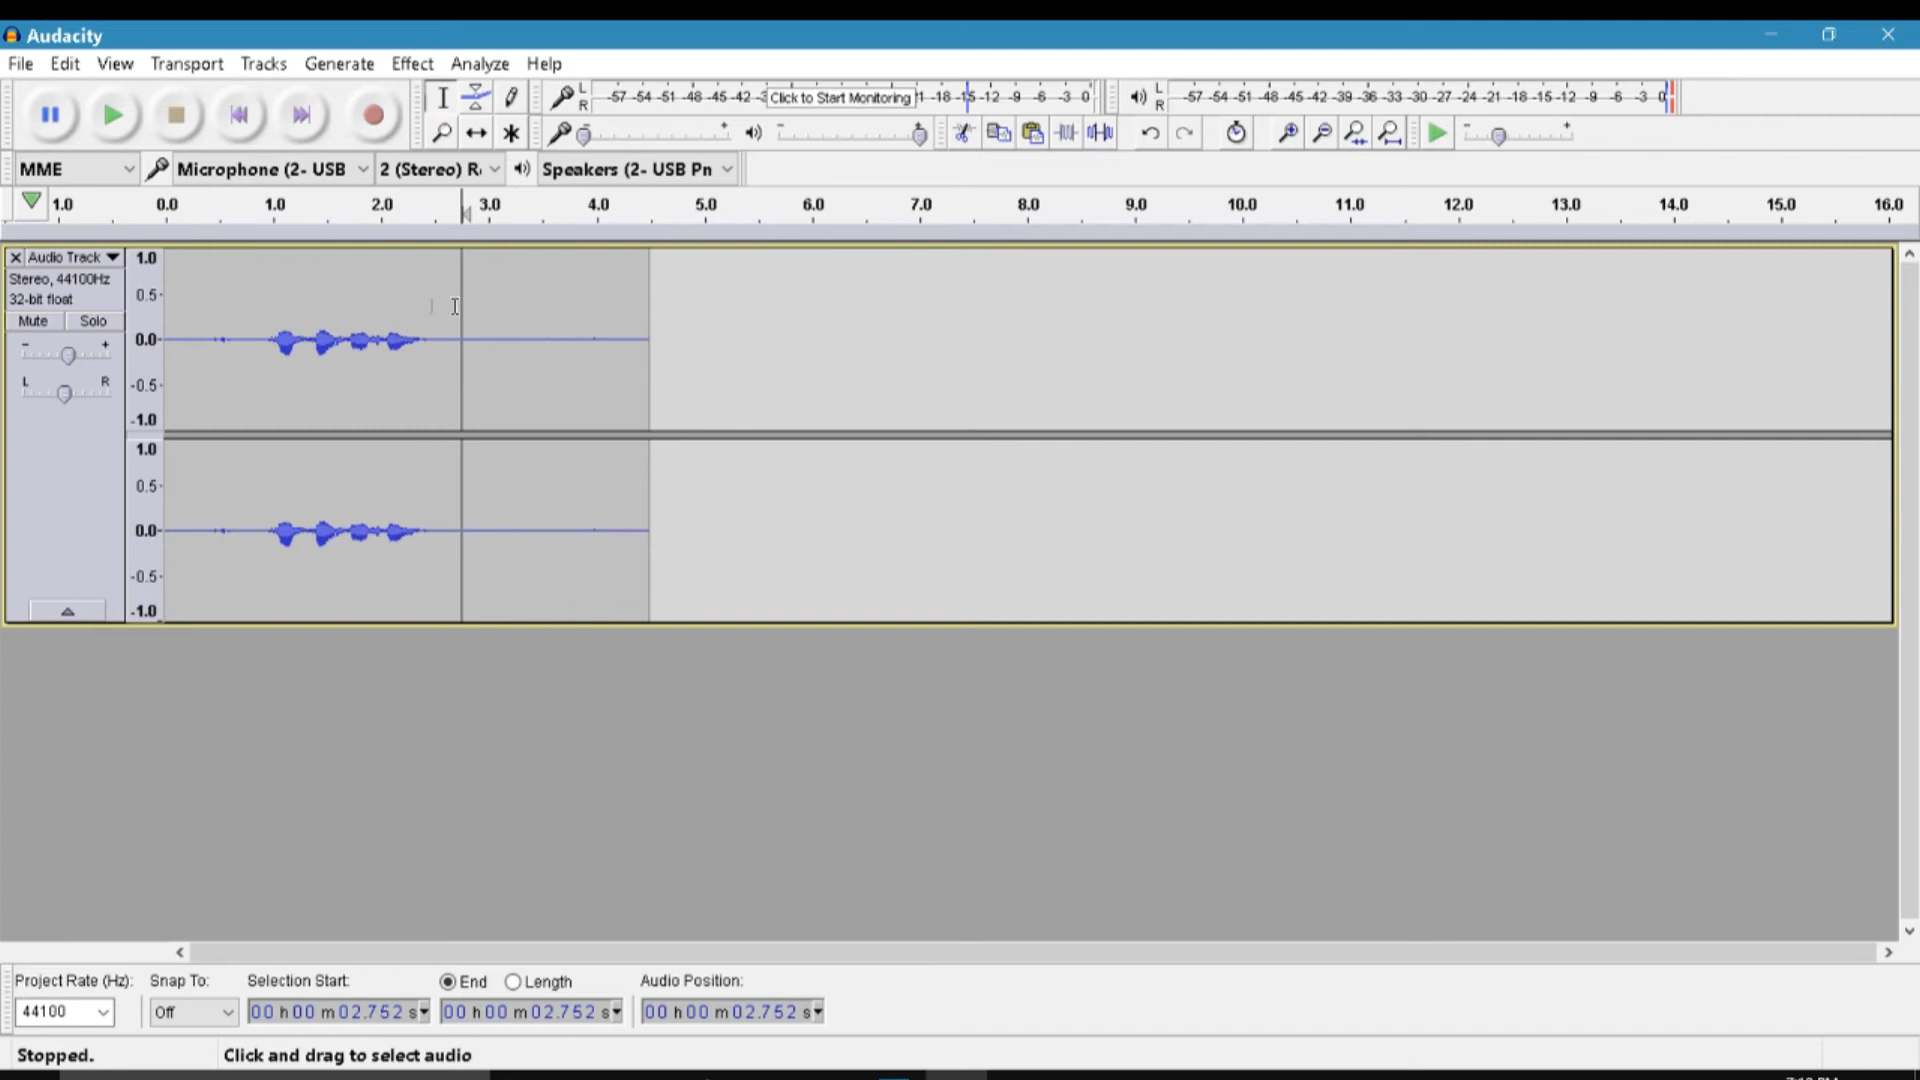 Audacity
File Edit View Transport Tracks Generate Effect Analyze Help
L
R
-57 -54 -51 -48 -45 -42 Click to Start Monitoring -18 -15 -12 -9 -6 -3 0
L
R
-57 -54 -51 -48 -45 -42 -39 -36 -33 -30 -27 -24 -21 -18 -15 -12 -9 -6 -3 0
MME Microphone (2- USB 2 (Stereo) R Speakers (2- USB Pn
1.0 0.0 1.0 2.0 3.0 4.0 5.0 6.0 7.0 8.0 9.0 10.0 11.0 12.0 13.0 14.0 15.0 16.0
Audio Track
Stereo, 44100Hz
32-bit float
Mute Solo
- +
L R
1.0
0.5
0.0
-0.5
-1.0
1.0
0.5
0.0
-0.5
-1.0
Project Rate (Hz): Snap To: Selection Start: End Length Audio Position:
44100 Off 00 h 00 m 02.752 s 00 h 00 m 02.752 s 00 h 00 m 02.752 s
Stopped. Click and drag to select audio